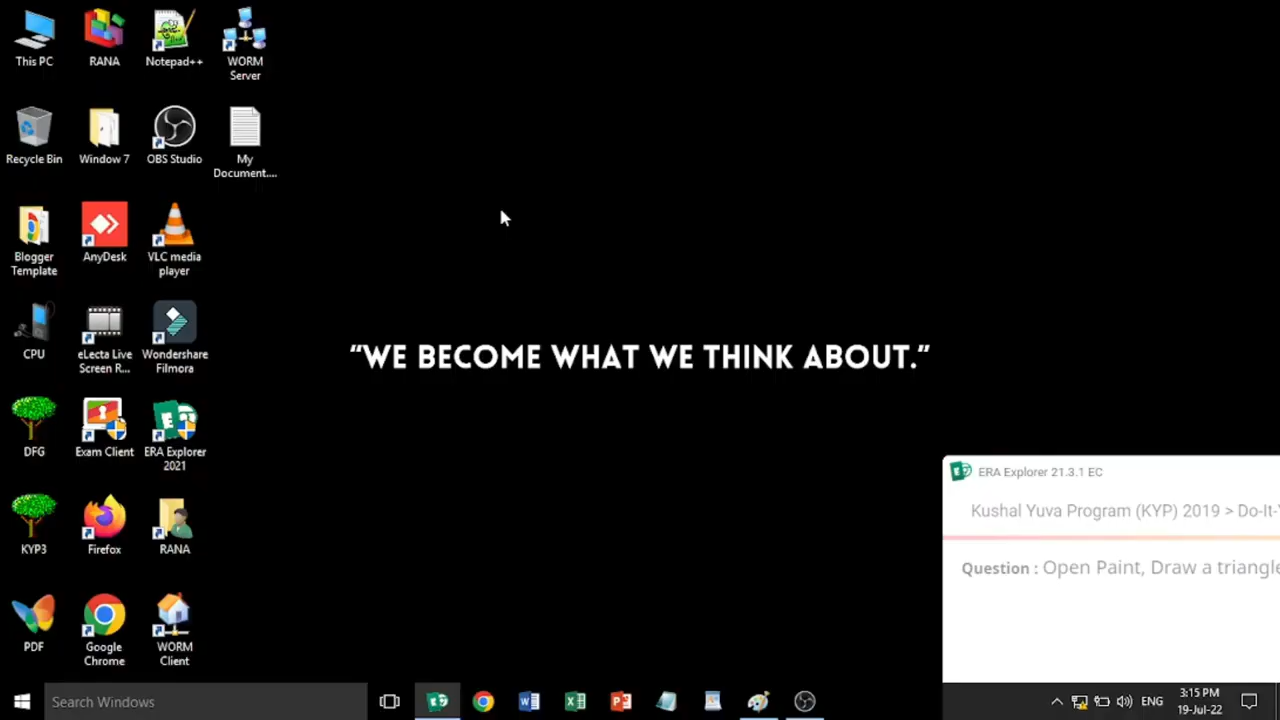 This PC
RANA
Notepad++
WORM
Server
Recycle Bin
Window 7
OBS Studio
My
Document....
Blogger
Template
AnyDesk
VLC media
player
CPU
eLecta Live
Screen R...
Wondershare
Filmora
DFG
Exam Client
ERA Explorer
2021
KYP3
Firefox
RANA
PDF
Google
Chrome
WORM
Client
“WE BECOME WHAT WE THINK ABOUT.”
ERA Explorer 21.3.1 EC
Kushal Yuva Program (KYP) 2019 > Do-It-
Question : Open Paint, Draw a triangle
Search Windows
ENG
3:15 PM
19-Jul-22